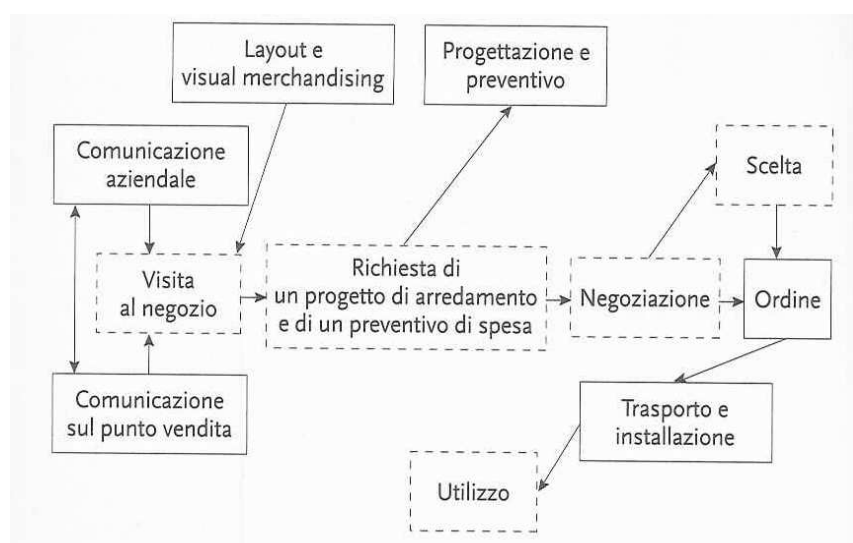 Layout e
visual merchandising
Progettazione e
preventivo
Comunicazione
aziendale
Scelta
Visita
al negozio
Richiesta di
un progetto di arredamento
e di un preventivo di spesa
Negoziazione
Ordine
Comunicazione
sul punto vendita
Trasporto e
installazione
Utilizzo